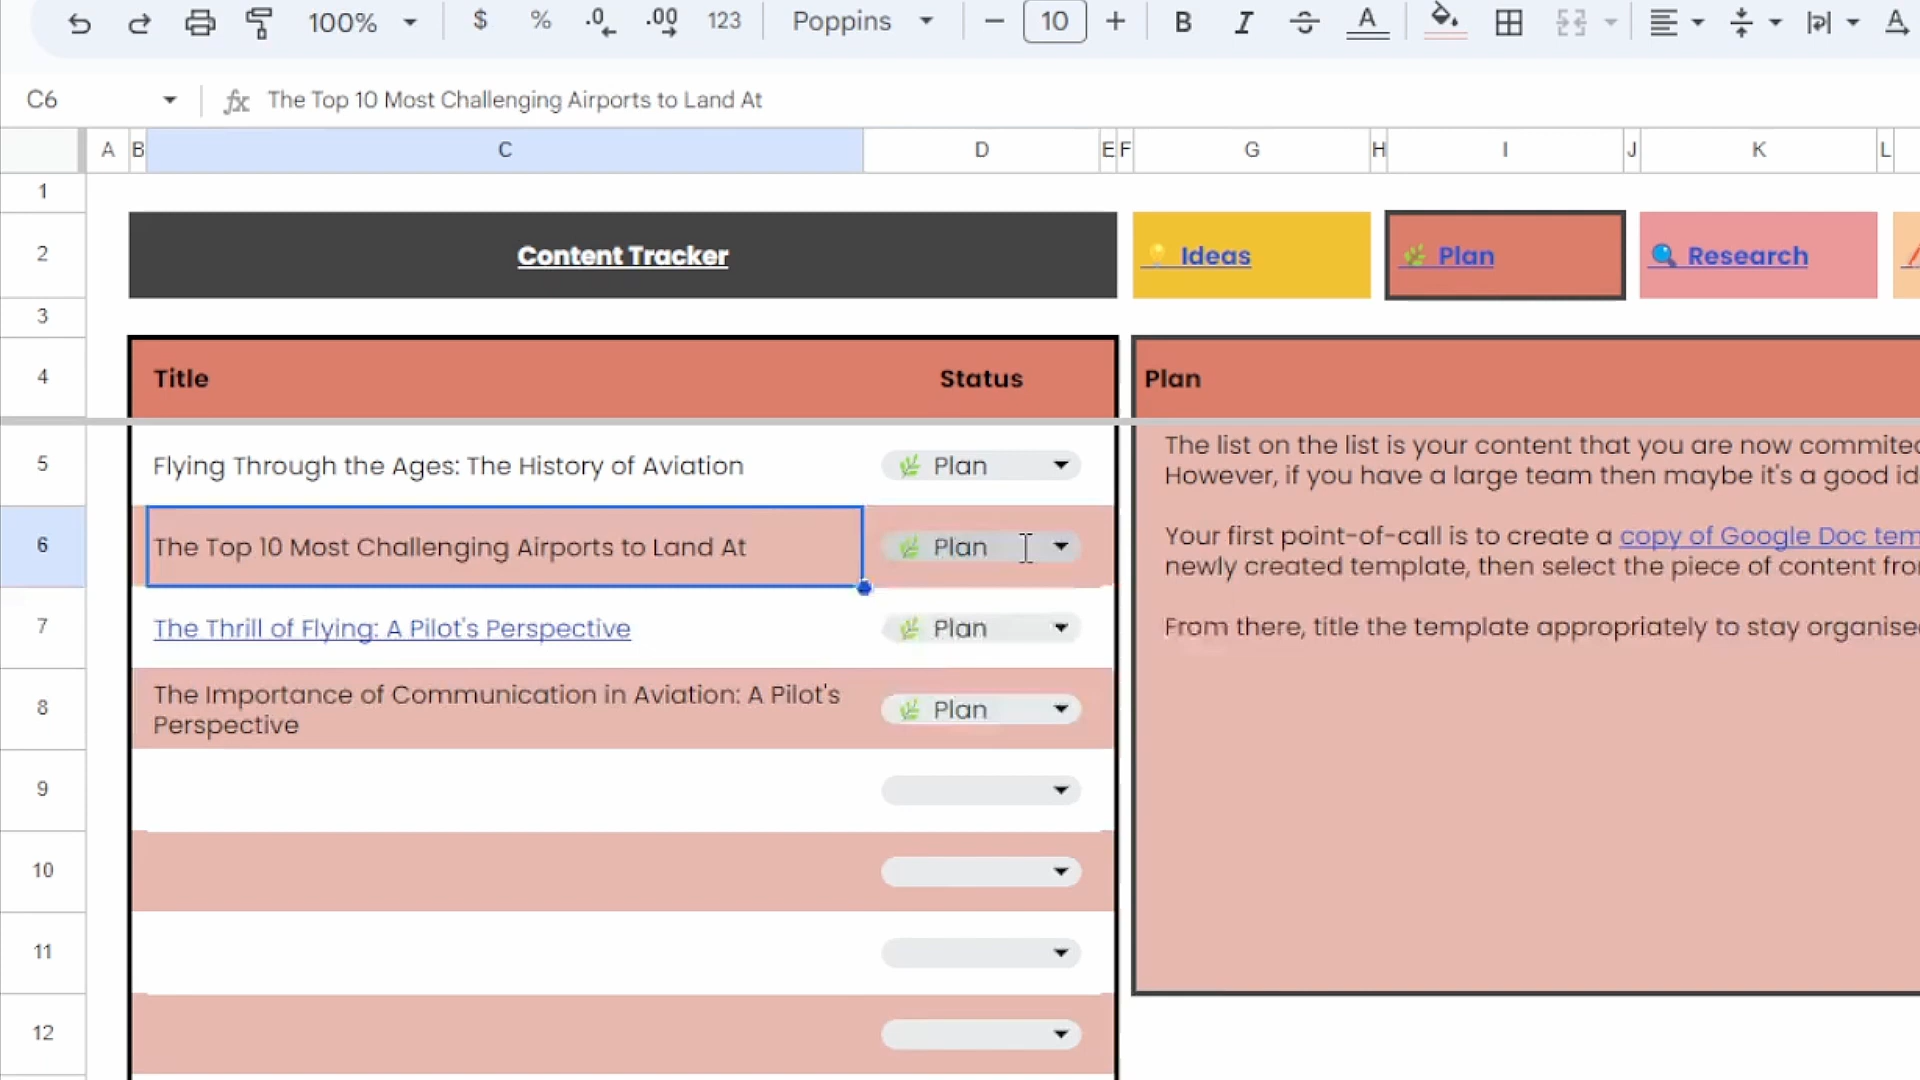 100% $ % .0 .00 123 Poppins 10 B I A A
C6 fx The Top 10 Most Challenging Airports to Land At
A B C D E F G H I J K L
1
2 Content Tracker Ideas Plan Research
3
4 Title Status Plan
5 Flying Through the Ages: The History of Aviation Plan
The list on the list is your content that you are now commited
However, if you have a large team then maybe it's a good id
6 The Top 10 Most Challenging Airports to Land At Plan
Your first point-of-call is to create a copy of Google Doc tem
newly created template, then select the piece of content fro
7 The Thrill of Flying: A Pilot's Perspective Plan
From there, title the template appropriately to stay organise
8 The Importance of Communication in Aviation: A Pilot's
Perspective Plan
9
10
11
12